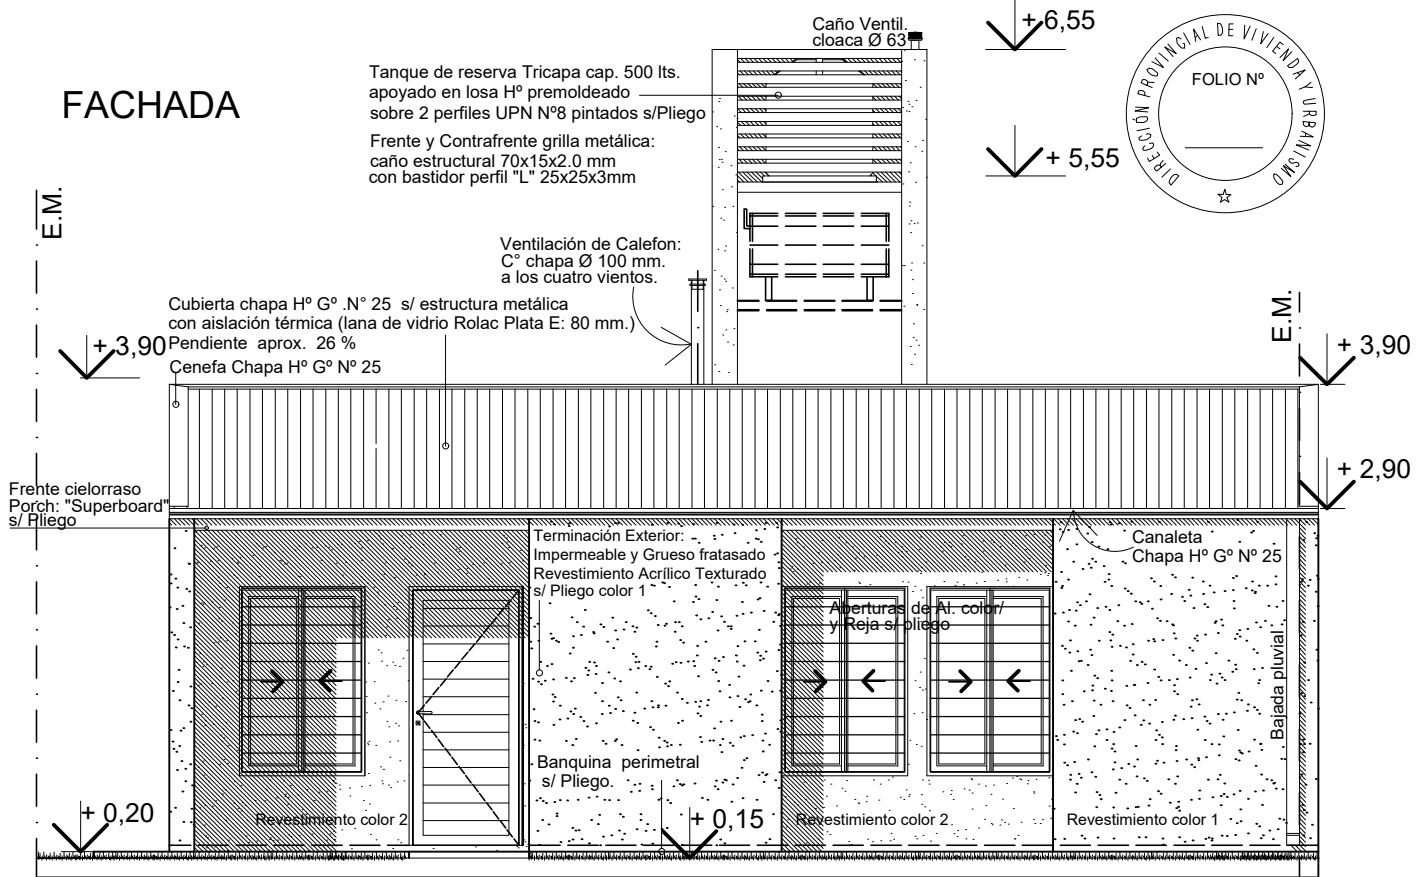 FACHADA
Caño Ventil.
cloaca Ø 63
+ 6,55
DIRECCIÓN PROVINCIAL DE VIVIENDA Y URBANISMO
FOLIO Nº
Tanque de reserva Tricapa cap. 500 lts.
apoyado en losa Hº premoldeado
sobre 2 perfiles UPN Nº8 pintados s/Pliego
Frente y Contrafrente grilla metálica:
caño estructural 70x15x2.0 mm
con bastidor perfil "L" 25x25x3mm
+ 5,55
E.M.
Ventilación de Calefon:
C° chapa Ø 100 mm.
a los cuatro vientos.
E.M.
Cubierta chapa Hº Gº .N° 25 s/ estructura metálica
con aislación térmica (lana de vidrio Rolac Plata E: 80 mm.)
Pendiente aprox. 26 %
+ 3,90
Cenefa Chapa Hº Gº Nº 25
+ 3,90
+ 2,90
Frente cielorraso
Porch: "Superboard"
s/ Pliego
Terminación Exterior:
Impermeable y Grueso fratasado
Revestimiento Acrílico Texturado
s/ Pliego color 1
Canaleta
Chapa Hº Gº Nº 25
Aberturas de Al. color/
y Reja s/ pliego
Bajada pluvial
Banquina perimetral
s/ Pliego.
+ 0,20
Revestimiento color 2
+ 0,15
Revestimiento color 2
Revestimiento color 1